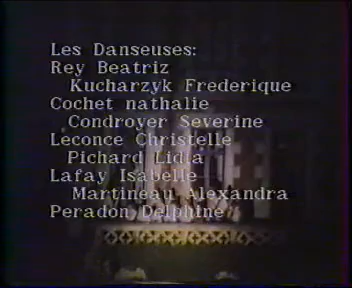 Les Danseuses:
Rey Beatriz
Kucharzyk Frederique
Cochet nathalie
Condroyer Severine
Leconce Christelle
Pichard Lidia
Lafay Isabelle
Martineau Alexandra
Peradon Delphine